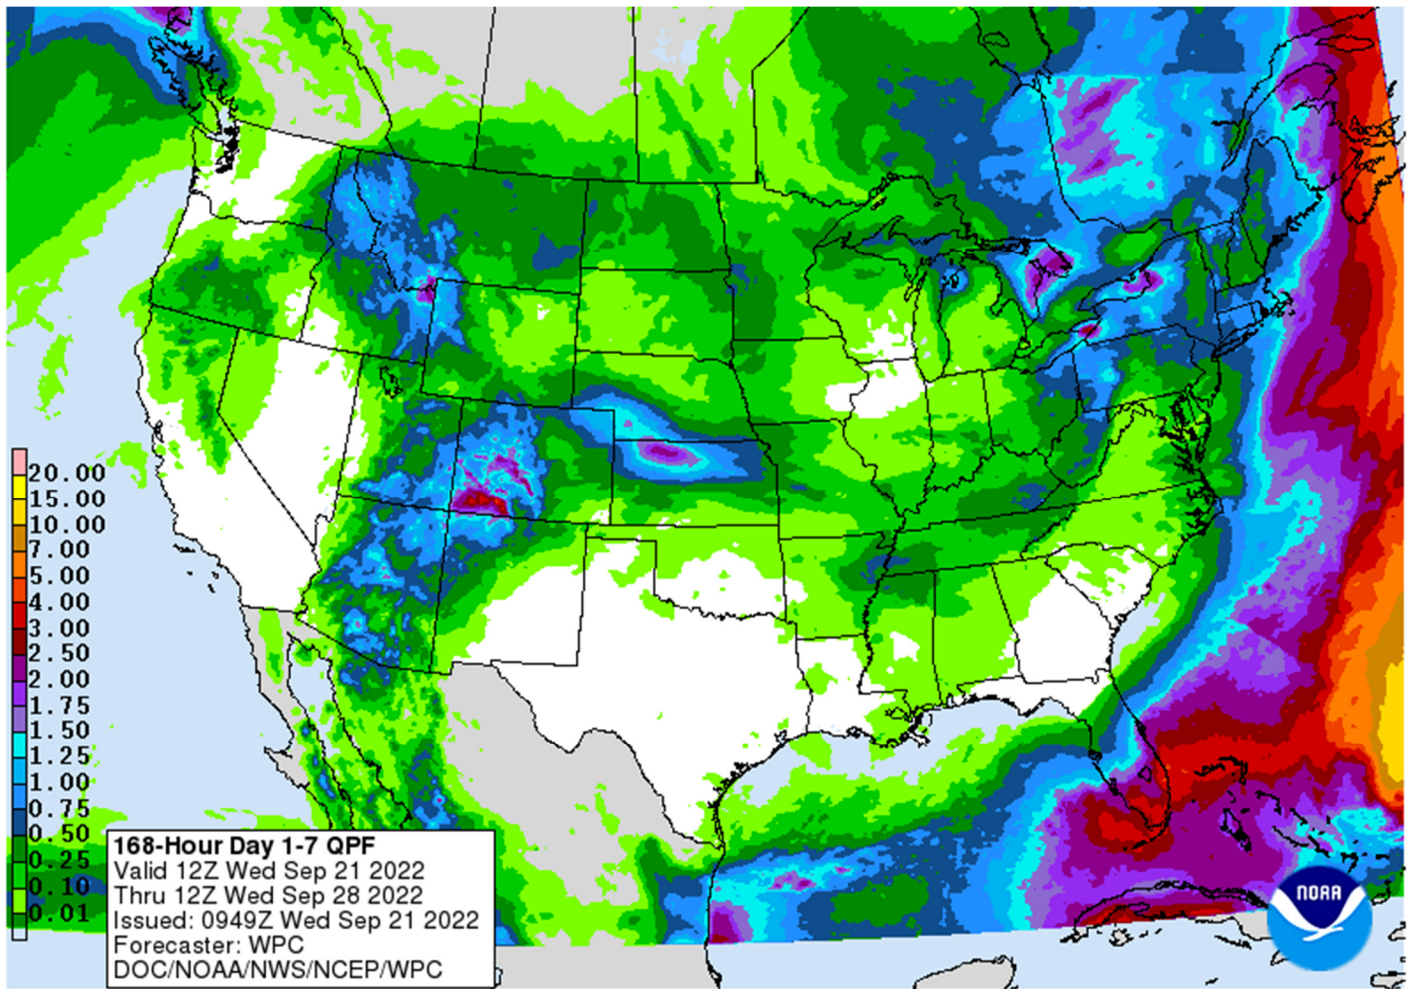 20.00
15.00
10.00
7.00
5.00
4.00
3.00
2.50
2.00
1.75
1.50
1.25
1.00
0.75
0.50
0.25
0.10
0.01
168-Hour Day 1-7 QPF
Valid 12Z Wed Sep 21 2022
Thru 12Z Wed Sep 28 2022
Issued: 0949Z Wed Sep 21 2022
Forecaster: WPC
DOC/NOAA/NWS/NCEP/WPC
NOAA